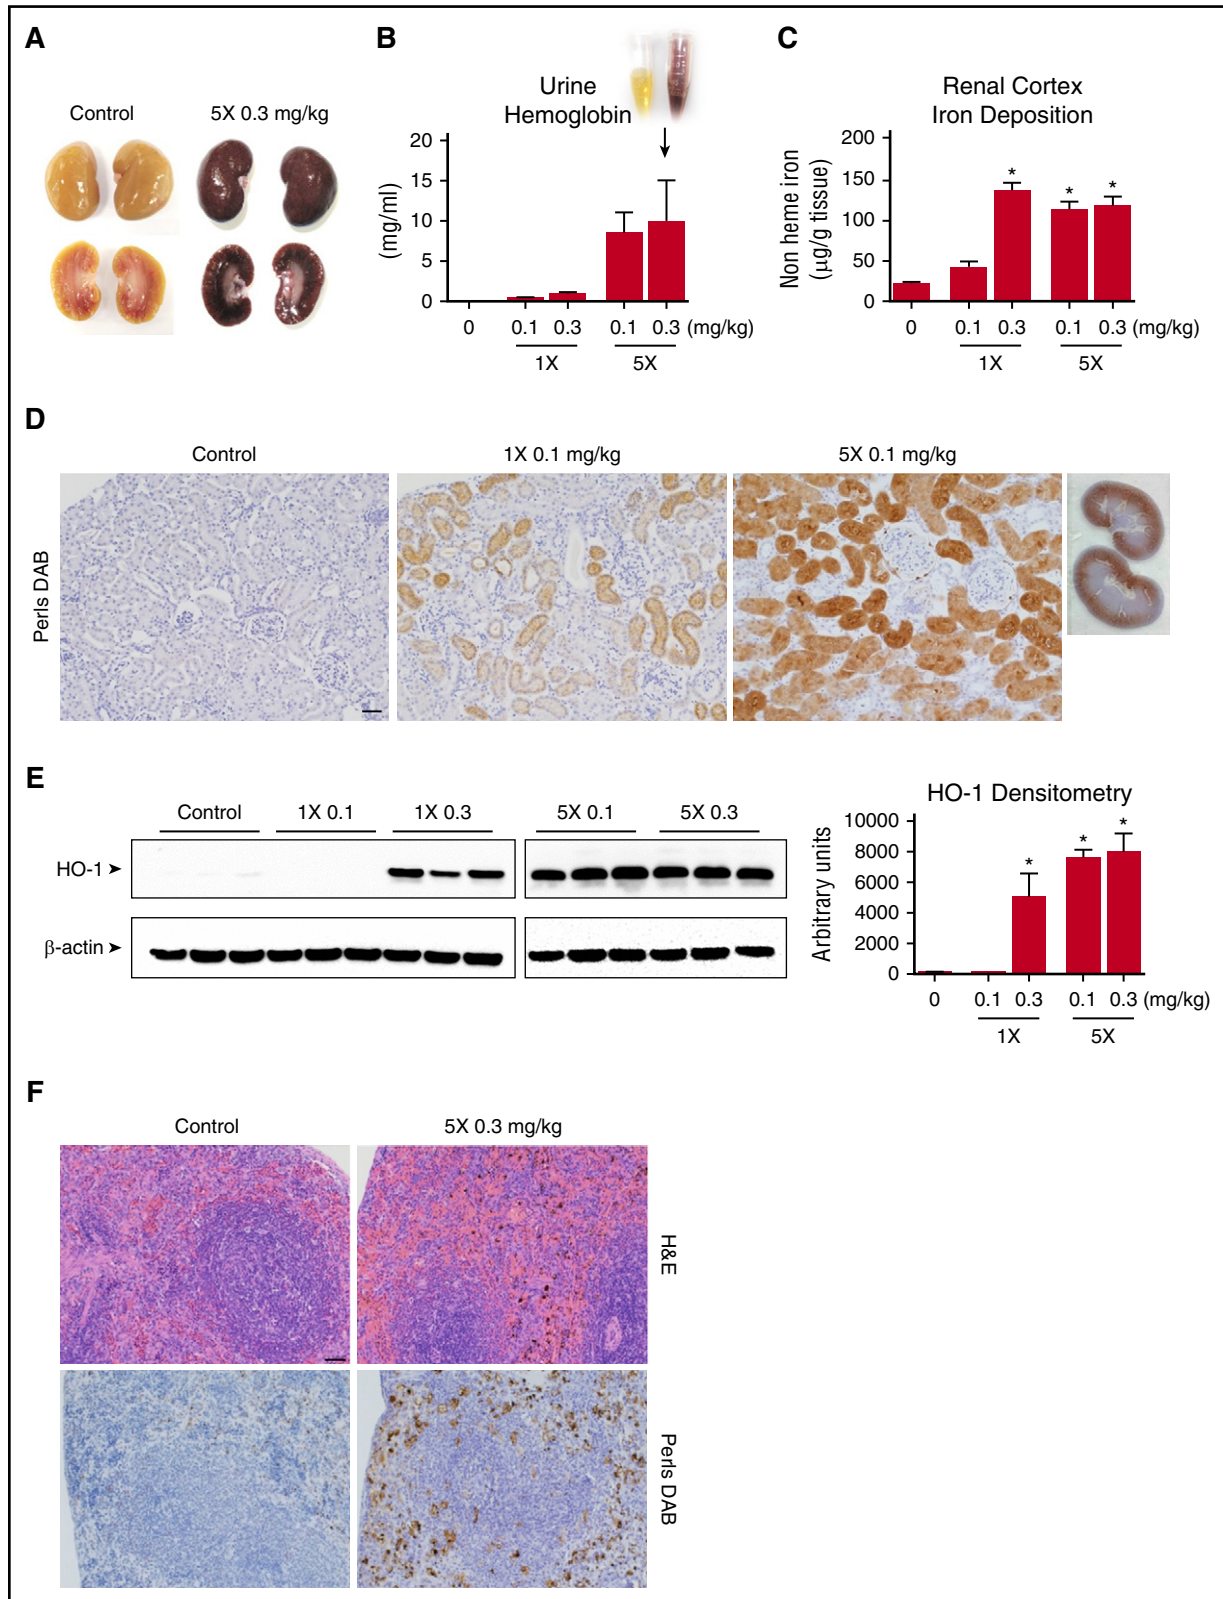 A
Control
5X 0.3 mg/kg
B
Urine
Hemoglobin
(mg/ml)
20
15
10
5
0
0
0.1
0.3
0.1
0.3
(mg/kg)
1X
5X
C
Renal Cortex
Iron Deposition
Non heme iron
(μg/g tissue)
200
150
100
50
0
*
*
*
0
0.1
0.3
0.1
0.3
(mg/kg)
1X
5X
D
Control
1X 0.1 mg/kg
5X 0.1 mg/kg
Perls DAB
E
Control
1X 0.1
1X 0.3
5X 0.1
5X 0.3
HO-1
β-actin
HO-1 Densitometry
Arbitrary units
10000
8000
6000
4000
2000
0
*
*
*
0
0.1
0.3
0.1
0.3
(mg/kg)
1X
5X
F
Control
5X 0.3 mg/kg
H&E
Perls DAB